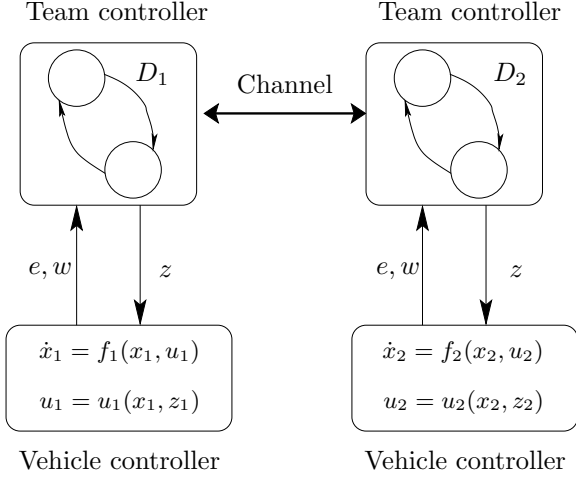 Team controller Team controller
D₁ D₂
Channel
e, w z e, w z
ẋ₁ = f₁(x₁, u₁) ẋ₂ = f₂(x₂, u₂)
u₁ = u₁(x₁, z₁) u₂ = u₂(x₂, z₂)
Vehicle controller Vehicle controller